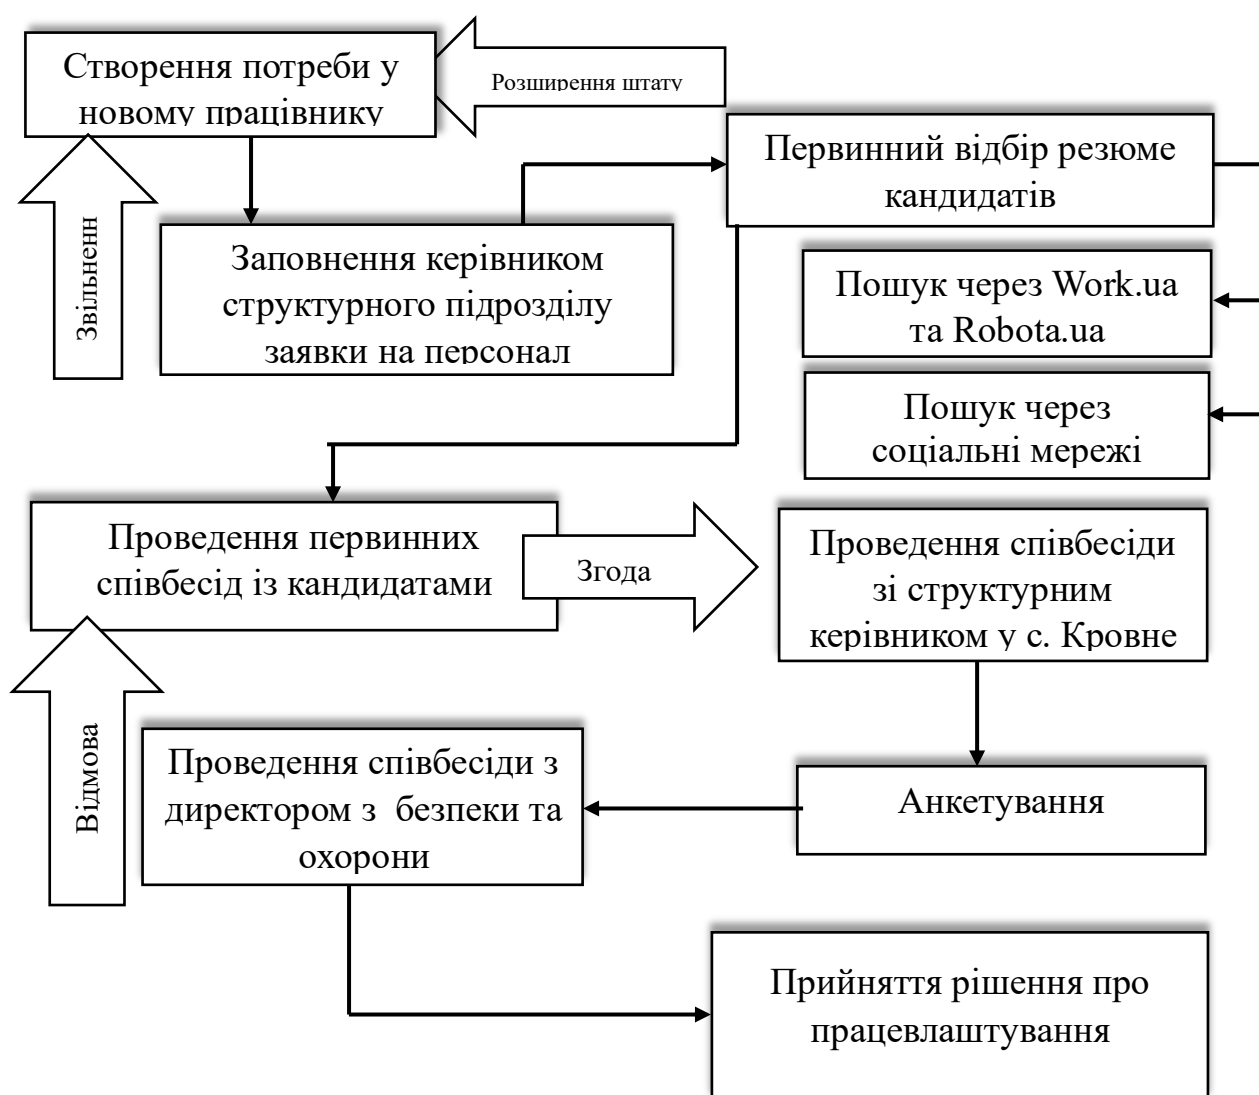 Створення потреби у
новому працівнику
Розширення штату
Звільненн
Заповнення керівником
структурного підрозділу
заявки на персонал
Первинний відбір резюме
кандидатів
Пошук через Work.ua
та Robota.ua
Пошук через
соціальні мережі
Проведення первинних
співбесід із кандидатами
Згода
Проведення співбесіди
зі структурним
керівником у с. Кровне
Відмова
Проведення співбесіди з
директором з безпеки та
охорони
Анкетування
Прийняття рішення про
працевлаштування